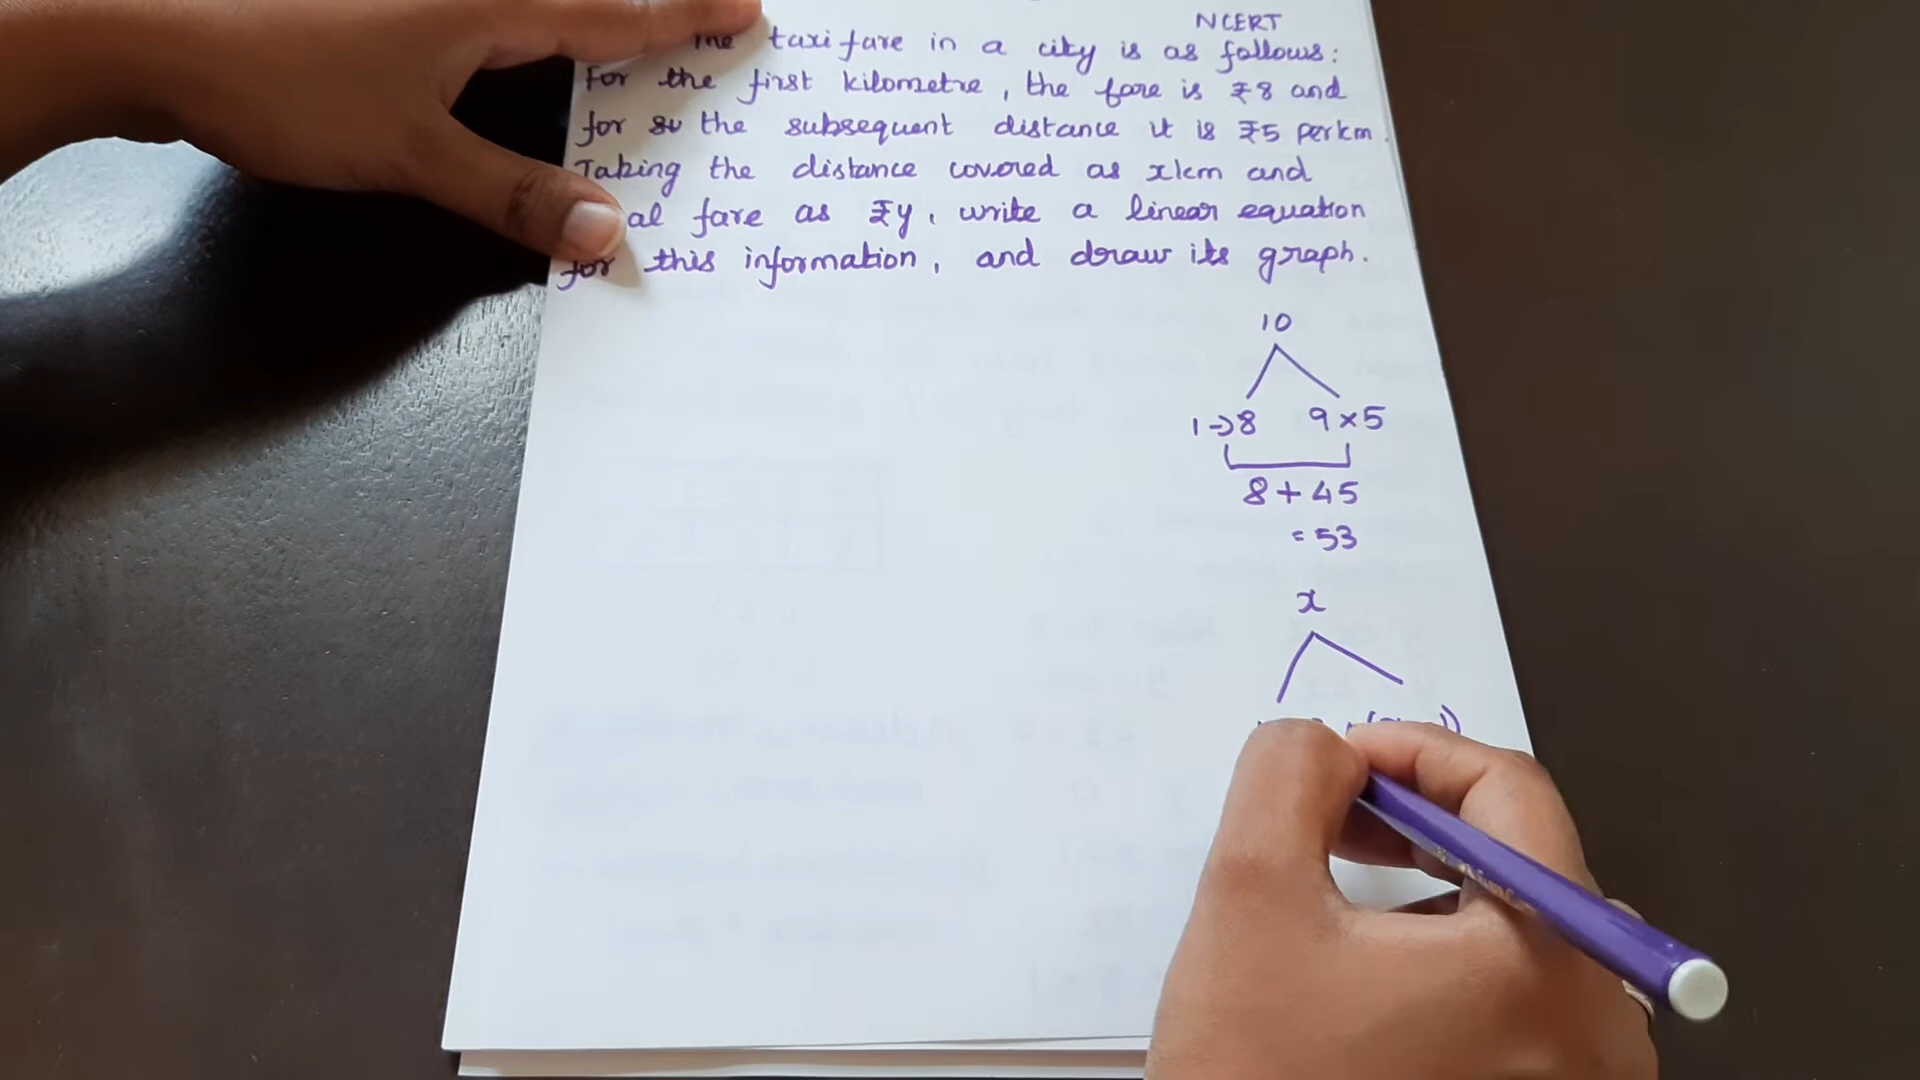 NCERT
The taxi fare in a city is as follows:
For the first kilometre, the fare is ₹8 and
for su the subsequent distance it is ₹5 per km.
Taking the distance covered as x km and
al fare as ₹y, write a linear equation
for this information, and draw its graph.
10
1→8 9×5
8+45
=53
x